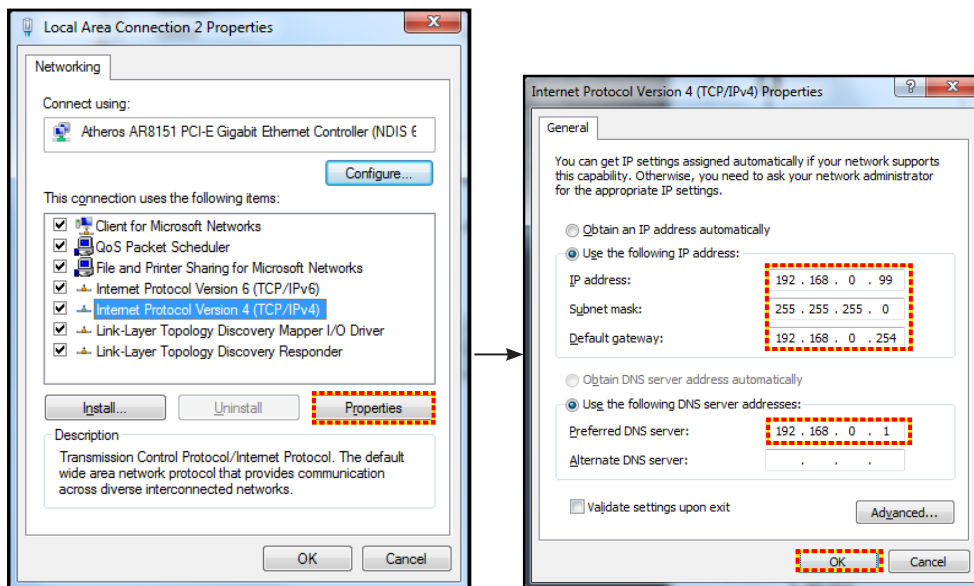 Local Area Connection 2 Properties
Networking
Connect using:
Atheros AR8151 PCI-E Gigabit Ethernet Controller (NDIS 6
Configure...
This connection uses the following items:
Client for Microsoft Networks
QoS Packet Scheduler
File and Printer Sharing for Microsoft Networks
Internet Protocol Version 6 (TCP/IPv6)
Internet Protocol Version 4 (TCP/IPv4)
Link-Layer Topology Discovery Mapper I/O Driver
Link-Layer Topology Discovery Responder
Install...
Uninstall
Properties
Description
Transmission Control Protocol/Internet Protocol. The default
wide area network protocol that provides communication
across diverse interconnected networks.
OK
Cancel
Internet Protocol Version 4 (TCP/IPv4) Properties
General
You can get IP settings assigned automatically if your network supports
this capability. Otherwise, you need to ask your network administrator
for the appropriate IP settings.
Obtain an IP address automatically
Use the following IP address:
IP address: 192 . 168 . 0 . 99
Subnet mask: 255 . 255 . 255 . 0
Default gateway: 192 . 168 . 0 . 254
Obtain DNS server address automatically
Use the following DNS server addresses:
Preferred DNS server: 192 . 168 . 0 . 1
Alternate DNS server: . . .
Validate settings upon exit
Advanced...
OK
Cancel